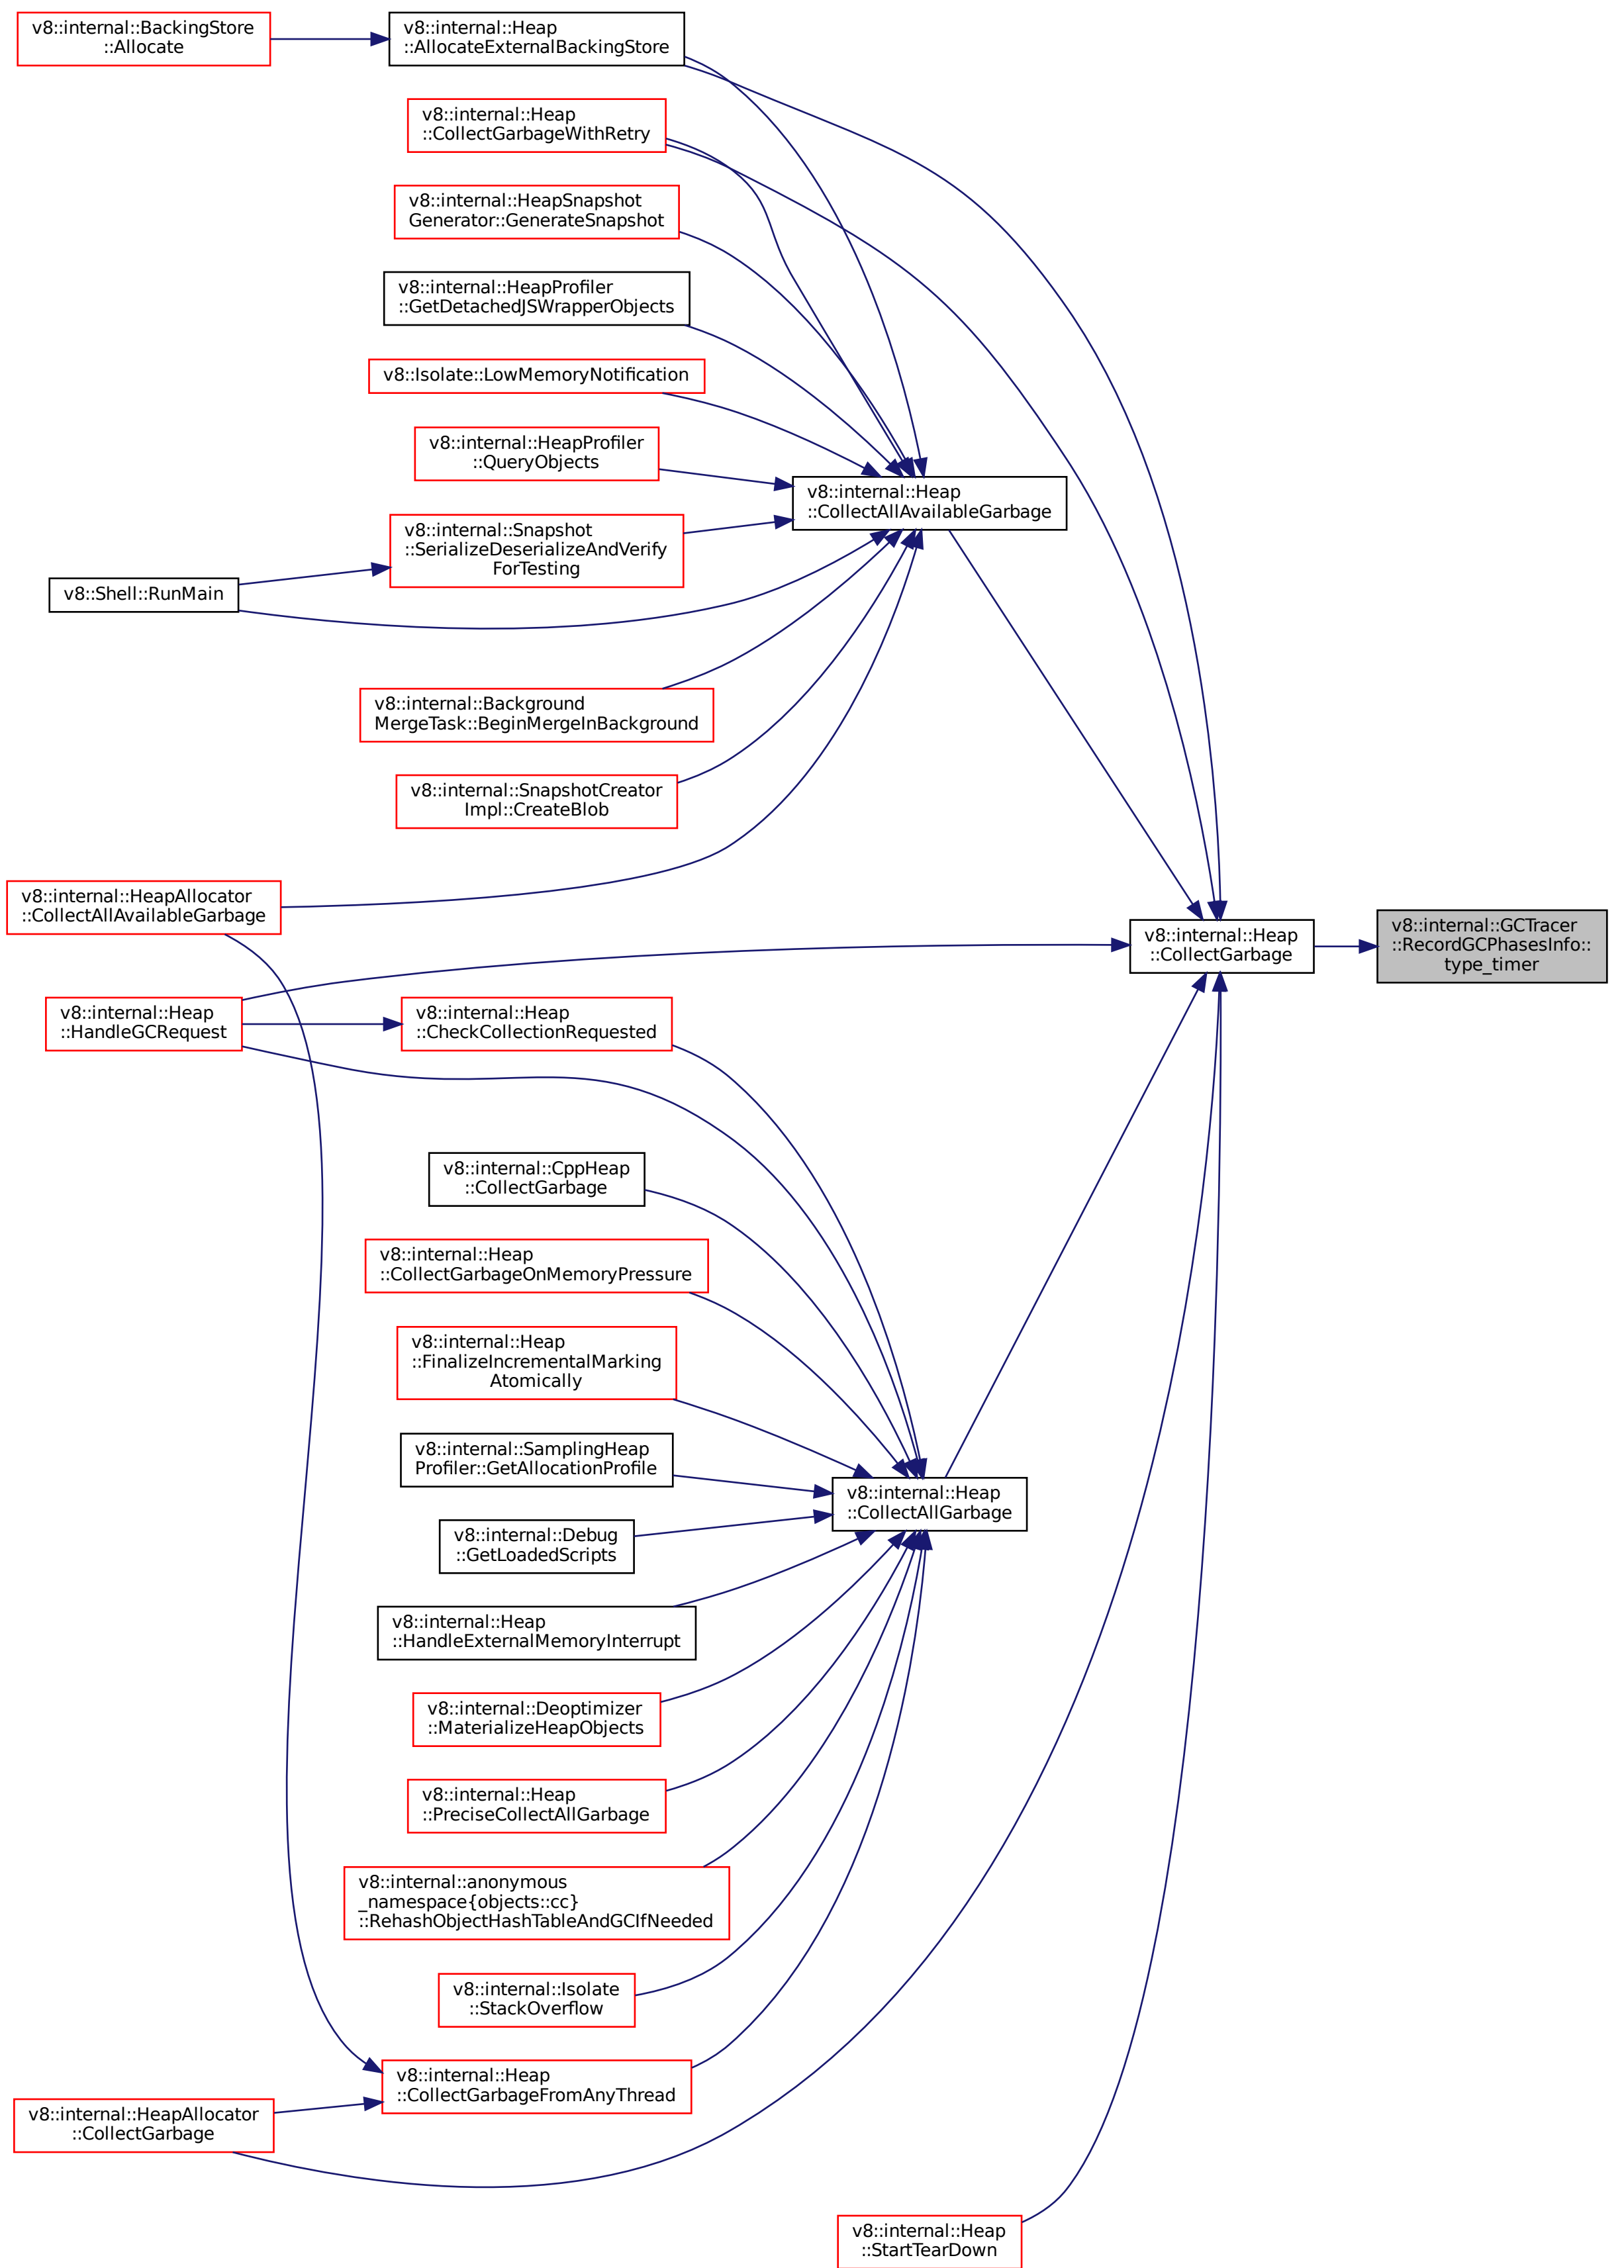 v8::internal::BackingStore
::Allocate
v8::internal::Heap
::AllocateExternalBackingStore
v8::internal::Heap
::CollectGarbageWithRetry
v8::internal::HeapSnapshot
Generator::GenerateSnapshot
v8::internal::HeapProfiler
::GetDetachedJSWrapperObjects
v8::Isolate::LowMemoryNotification
v8::internal::HeapProfiler
::QueryObjects
v8::internal::Heap
::CollectAllAvailableGarbage
v8::internal::Snapshot
::SerializeDeserializeAndVerify
ForTesting
v8::Shell::RunMain
v8::internal::Background
MergeTask::BeginMergeInBackground
v8::internal::SnapshotCreator
Impl::CreateBlob
v8::internal::HeapAllocator
::CollectAllAvailableGarbage
v8::internal::Heap
::CollectGarbage
v8::internal::GCTracer
::RecordGCPhasesInfo::
type_timer
v8::internal::Heap
::HandleGCRequest
v8::internal::Heap
::CheckCollectionRequested
v8::internal::CppHeap
::CollectGarbage
v8::internal::Heap
::CollectGarbageOnMemoryPressure
v8::internal::Heap
::FinalizeIncrementalMarking
Atomically
v8::internal::SamplingHeap
Profiler::GetAllocationProfile
v8::internal::Heap
::CollectAllGarbage
v8::internal::Debug
::GetLoadedScripts
v8::internal::Heap
::HandleExternalMemoryInterrupt
v8::internal::Deoptimizer
::MaterializeHeapObjects
v8::internal::Heap
::PreciseCollectAllGarbage
v8::internal::anonymous
_namespace{objects::cc}
::RehashObjectHashTableAndGCIfNeeded
v8::internal::Isolate
::StackOverflow
v8::internal::Heap
::CollectGarbageFromAnyThread
v8::internal::HeapAllocator
::CollectGarbage
v8::internal::Heap
::StartTearDown